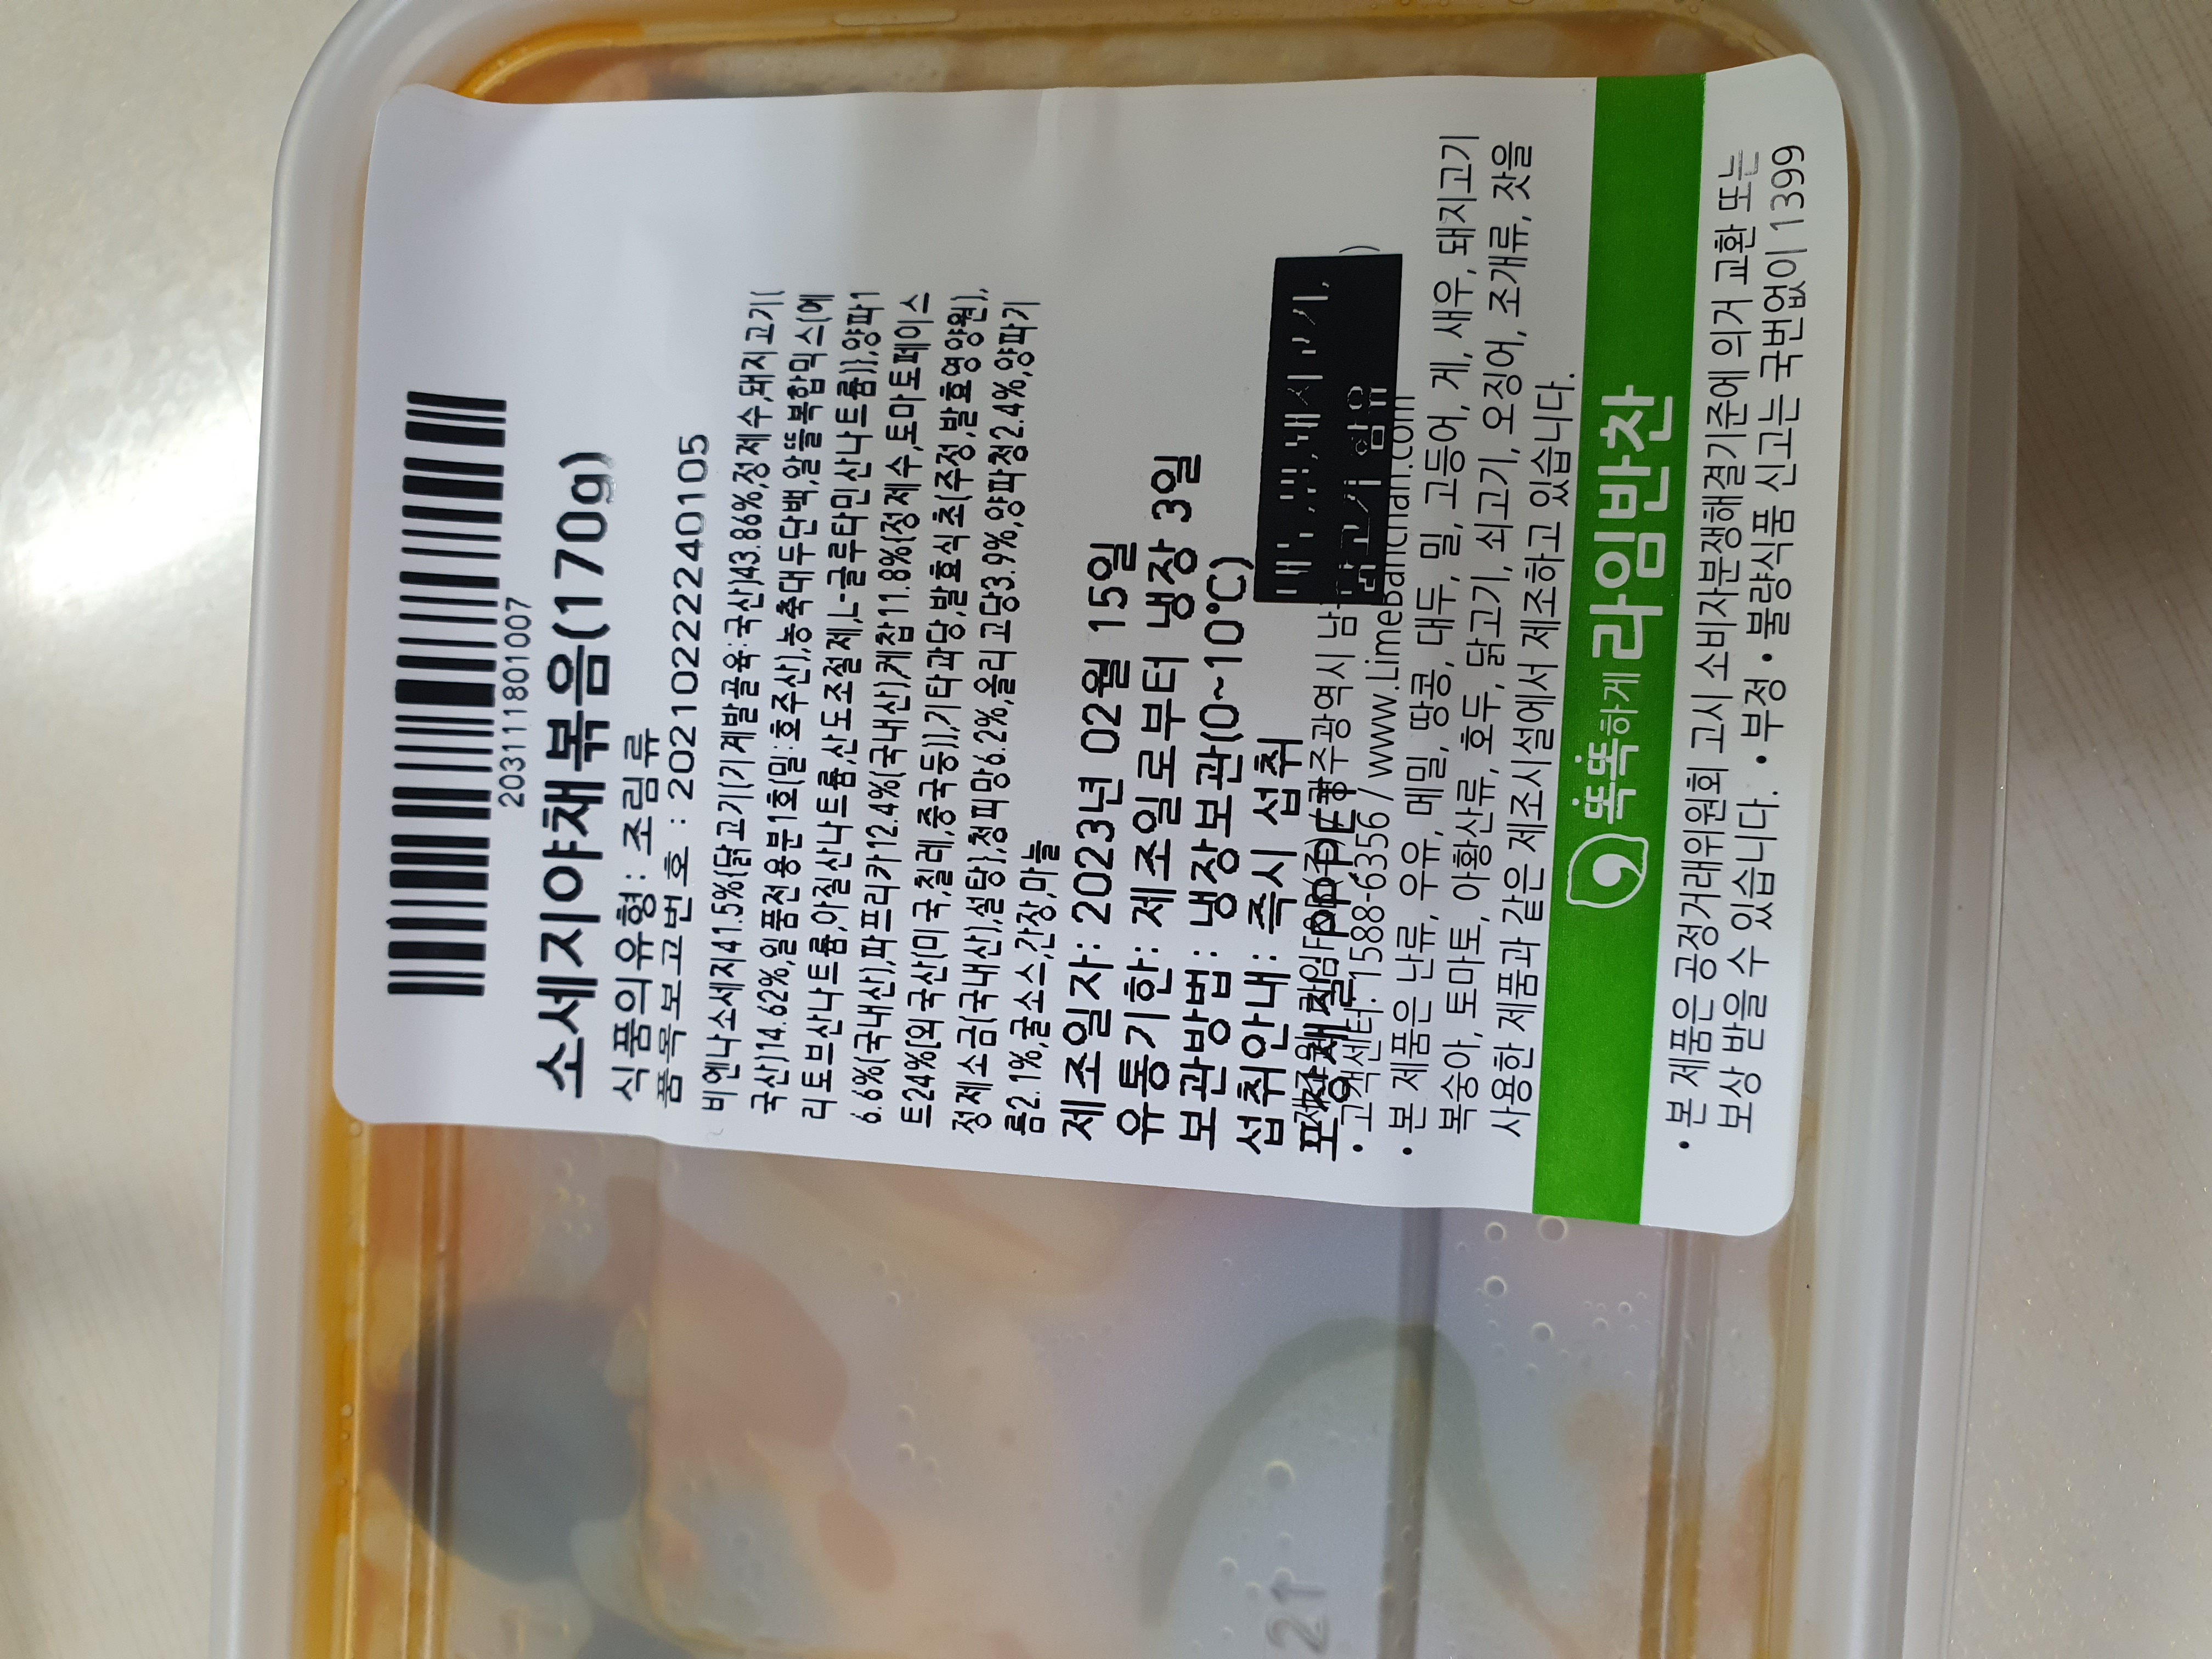 203111801007
소세지야채볶음(170g)
식품의유형: 조림류
품목보고번호 : 20210222240105
비엔나소세지41.5%(닭고기(기계발골육:국산)43.86%,정제수,돼지고기(
국산)14.62%,일품전용분1호(밀:호주산),농축대두단백,알뜰복합믹스(에
리토브산나트륨,아질산나트륨,산도조절제,L-글루타민산나트륨)),양파1
6.6%(국내산),파프리카12.4%(국내산),케찹11.8%(정제수,토마토페이스
트24%[외국산(미국,칠레,중국등)],기타과당,발효식초(주정,발효영양원),
정제소금(국내산),설탕),청피망6.2%,올리고당3.9%,양파청2.4%,양파기
름2.1%,굴소스,간장,마늘
제조일자: 2023년 02월 15일
유통기한: 제조일로부터 냉장 3일
보관방법: 냉장보관(0~10℃)
섭취안내: 즉시 섭취
포장재질: PP,PET
광주광역시 남
닭고기 함유
• 고객센터: 1588-6356 / www.Limebanchan.com
• 본 제품은 난류, 우유, 메밀, 땅콩, 대두, 밀, 고등어, 게, 새우, 돼지고기
복숭아, 토마토, 아황산류, 호두, 닭고기, 쇠고기, 오징어, 조개류, 잣을
사용한 제품과 같은 제조시설에서 제조하고 있습니다.
똑똑하게 라임반찬
• 본 제품은 공정거래위원회 고시 소비자분쟁해결기준에 의거 교환 또는
보상 받을 수 있습니다. • 부정 • 불량식품 신고는 국번없이 1399
21